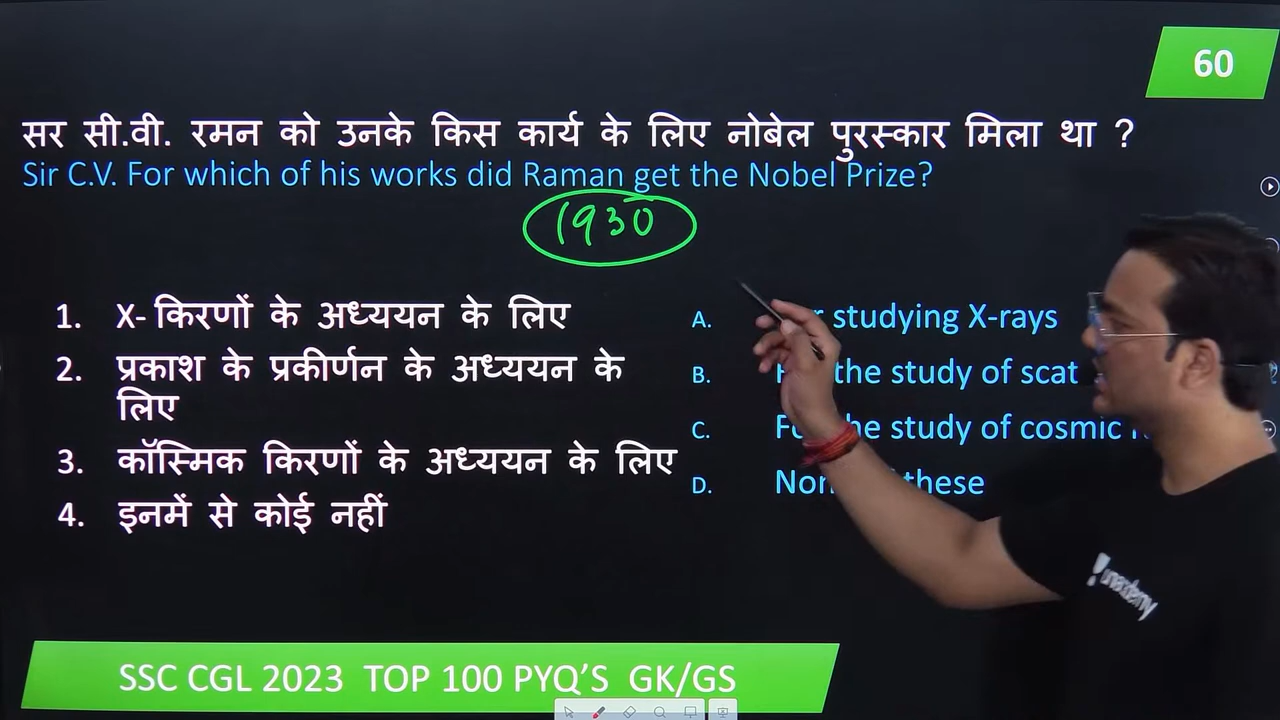 60
सर सी.वी. रमन को उनके किस कार्य के लिए नोबेल पुरस्कार मिला था ?
Sir C.V. For which of his works did Raman get the Nobel Prize?
1930
1. X- किरणों के अध्ययन के लिए
2. प्रकाश के प्रकीर्णन के अध्ययन के
लिए
3. कॉस्मिक किरणों के अध्ययन के लिए
4. इनमें से कोई नहीं
A. studying X-rays
B. the study of scat
C. the study of cosmic
D. these
unacademy
SSC CGL 2023 TOP 100 PYQ'S GK/GS